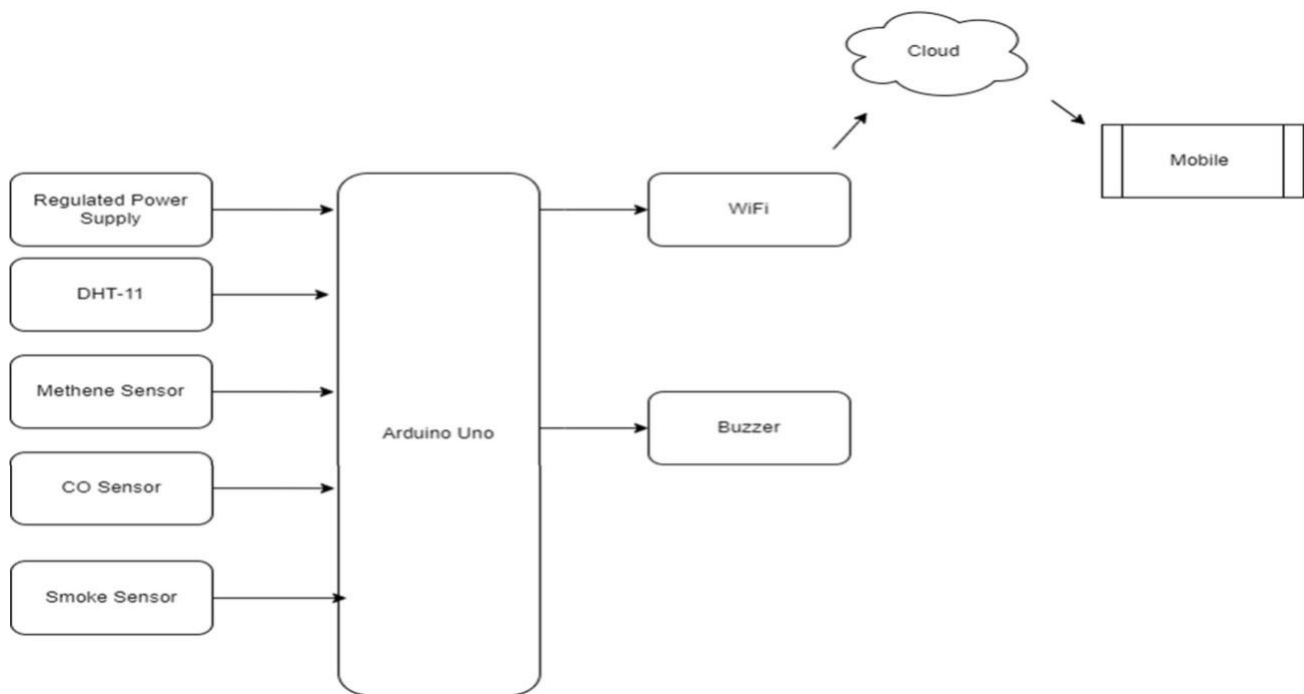 Cloud
Mobile
Regulated Power
Supply
WiFi
DHT-11
Methene Sensor
Arduino Uno
Buzzer
CO Sensor
Smoke Sensor